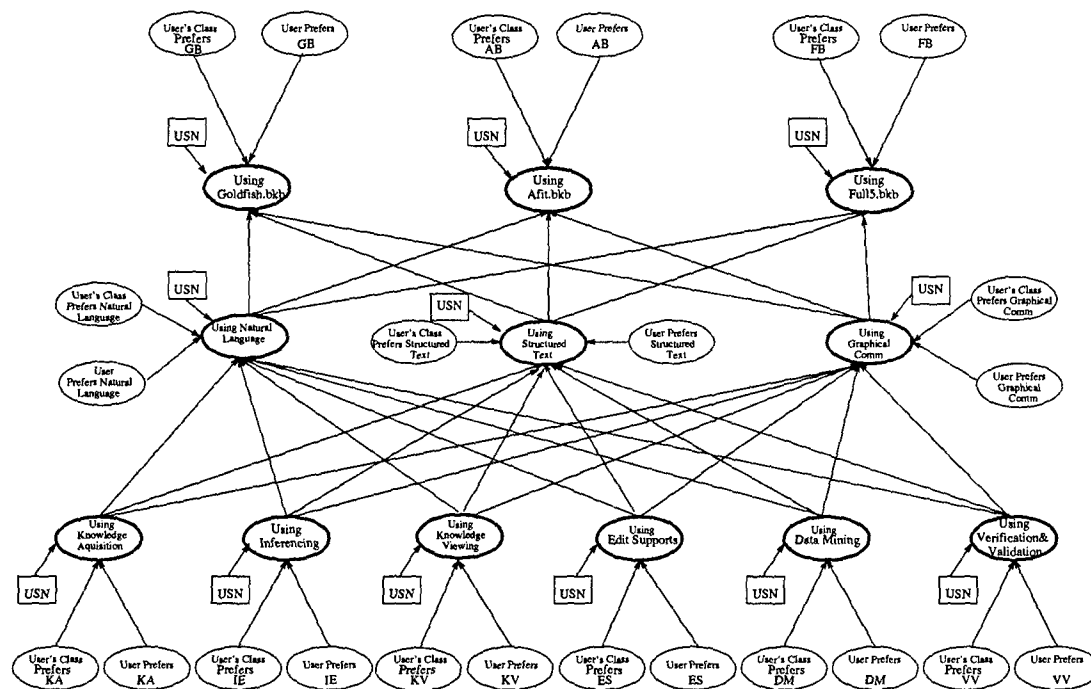 User's Class
Prefers
GB
User Prefers
GB
User's Class
Prefers
AB
User Prefers
AB
User's Class
Prefers
FB
User Prefers
FB
USN
USN
USN
Using
Goldfish.bkb
Using
Afit.bkb
Using
Full5.bkb
User's Class
Prefers Natural
Language
USN
Using Natural
Language
User
Prefers Natural
Language
USN
User's Class
Prefers Structured
Text
Using
Structured
Text
User Prefers
Structured
Text
USN
Using
Graphical
Comm
User's Class
Prefers Graphical
Comm
User Prefers
Graphical
Comm
Using
Knowledge
Aquisition
Using
Inferencing
Using
Knowledge
Viewing
Using
Edit Supports
Using
Data Mining
Using
Verification&
Validation
USN
USN
USN
USN
USN
USN
User's Class
Prefers
KA
User Prefers
KA
User's Class
Prefers
IE
User Prefers
IE
User's Class
Prefers
KV
User Prefers
KV
User's Class
Prefers
ES
User Prefers
ES
User's Class
Prefers
DM
User Prefers
DM
User's Class
Prefers
VV
User Prefers
VV